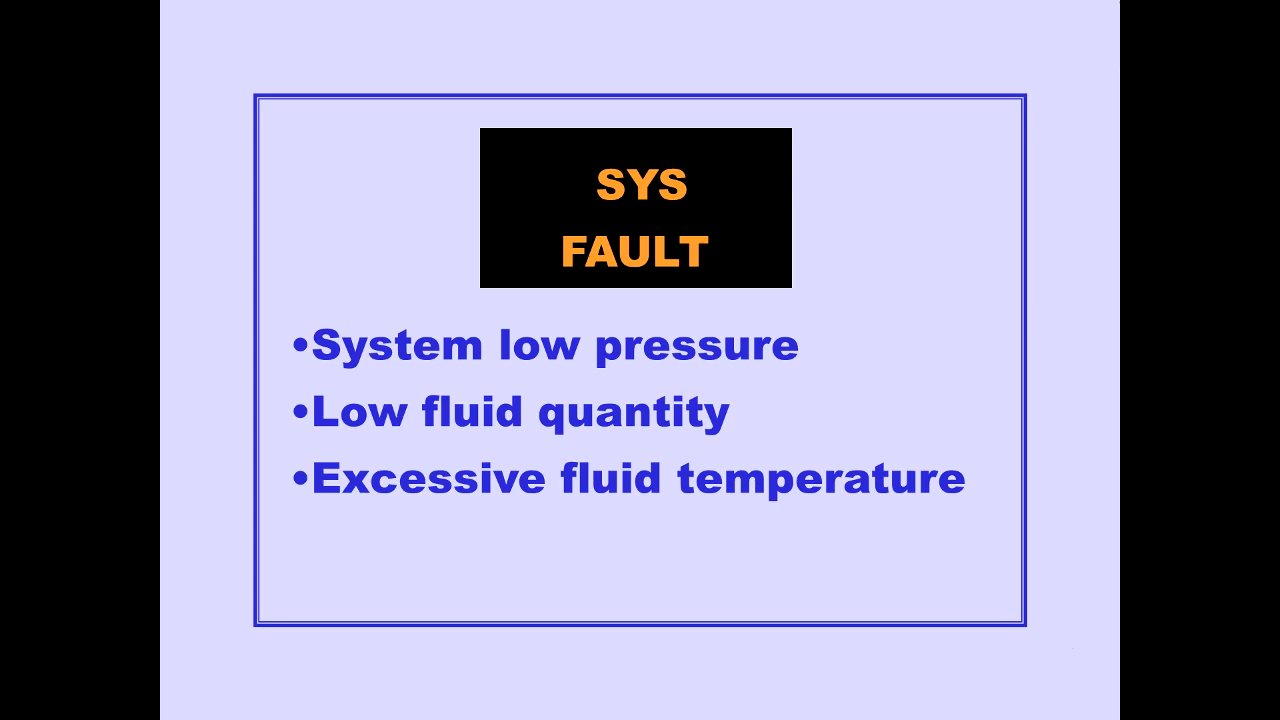 SYS
FAULT
•System low pressure
•Low fluid quantity
•Excessive fluid temperature